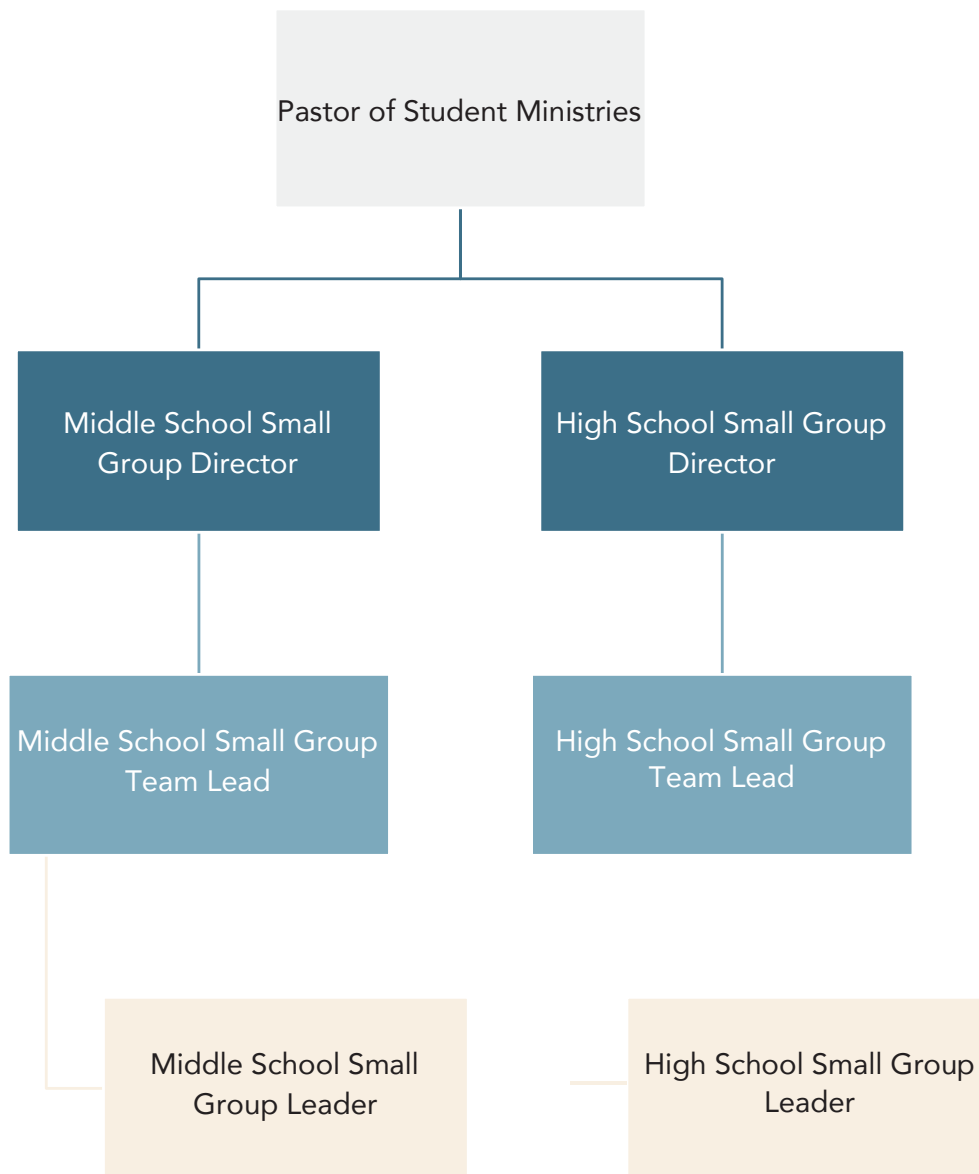 Pastor of Student Ministries
Middle School Small
Group Director
High School Small Group
Director
Middle School Small Group
Team Lead
High School Small Group
Team Lead
Middle School Small
Group Leader
High School Small Group
Leader